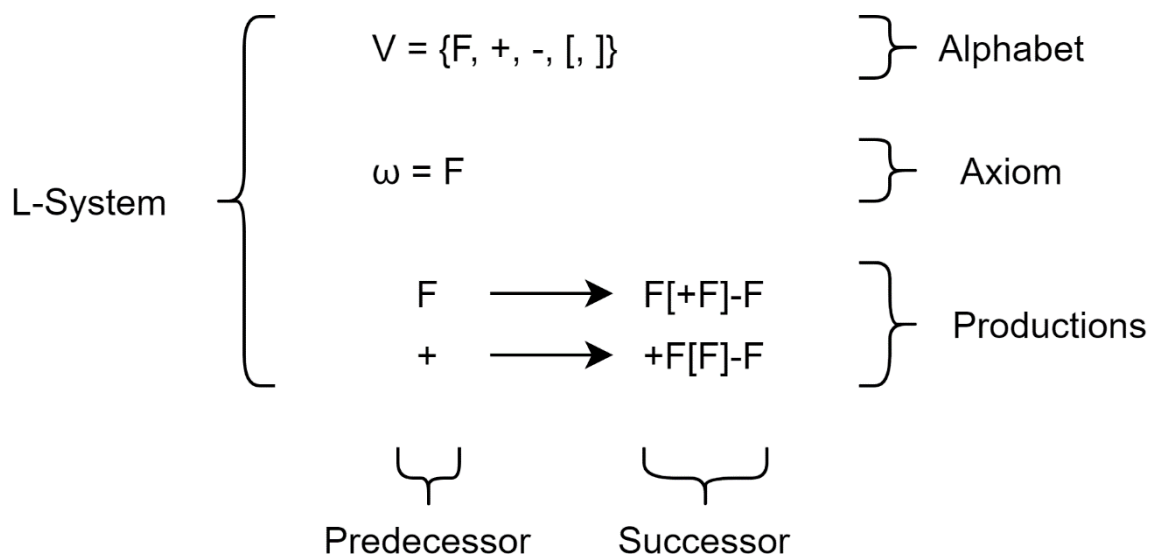 V = {F, +, -, [, ]}
Alphabet
L-System
ω = F
Axiom
F
F[+F]-F
+
+F[F]-F
Productions
Predecessor
Successor